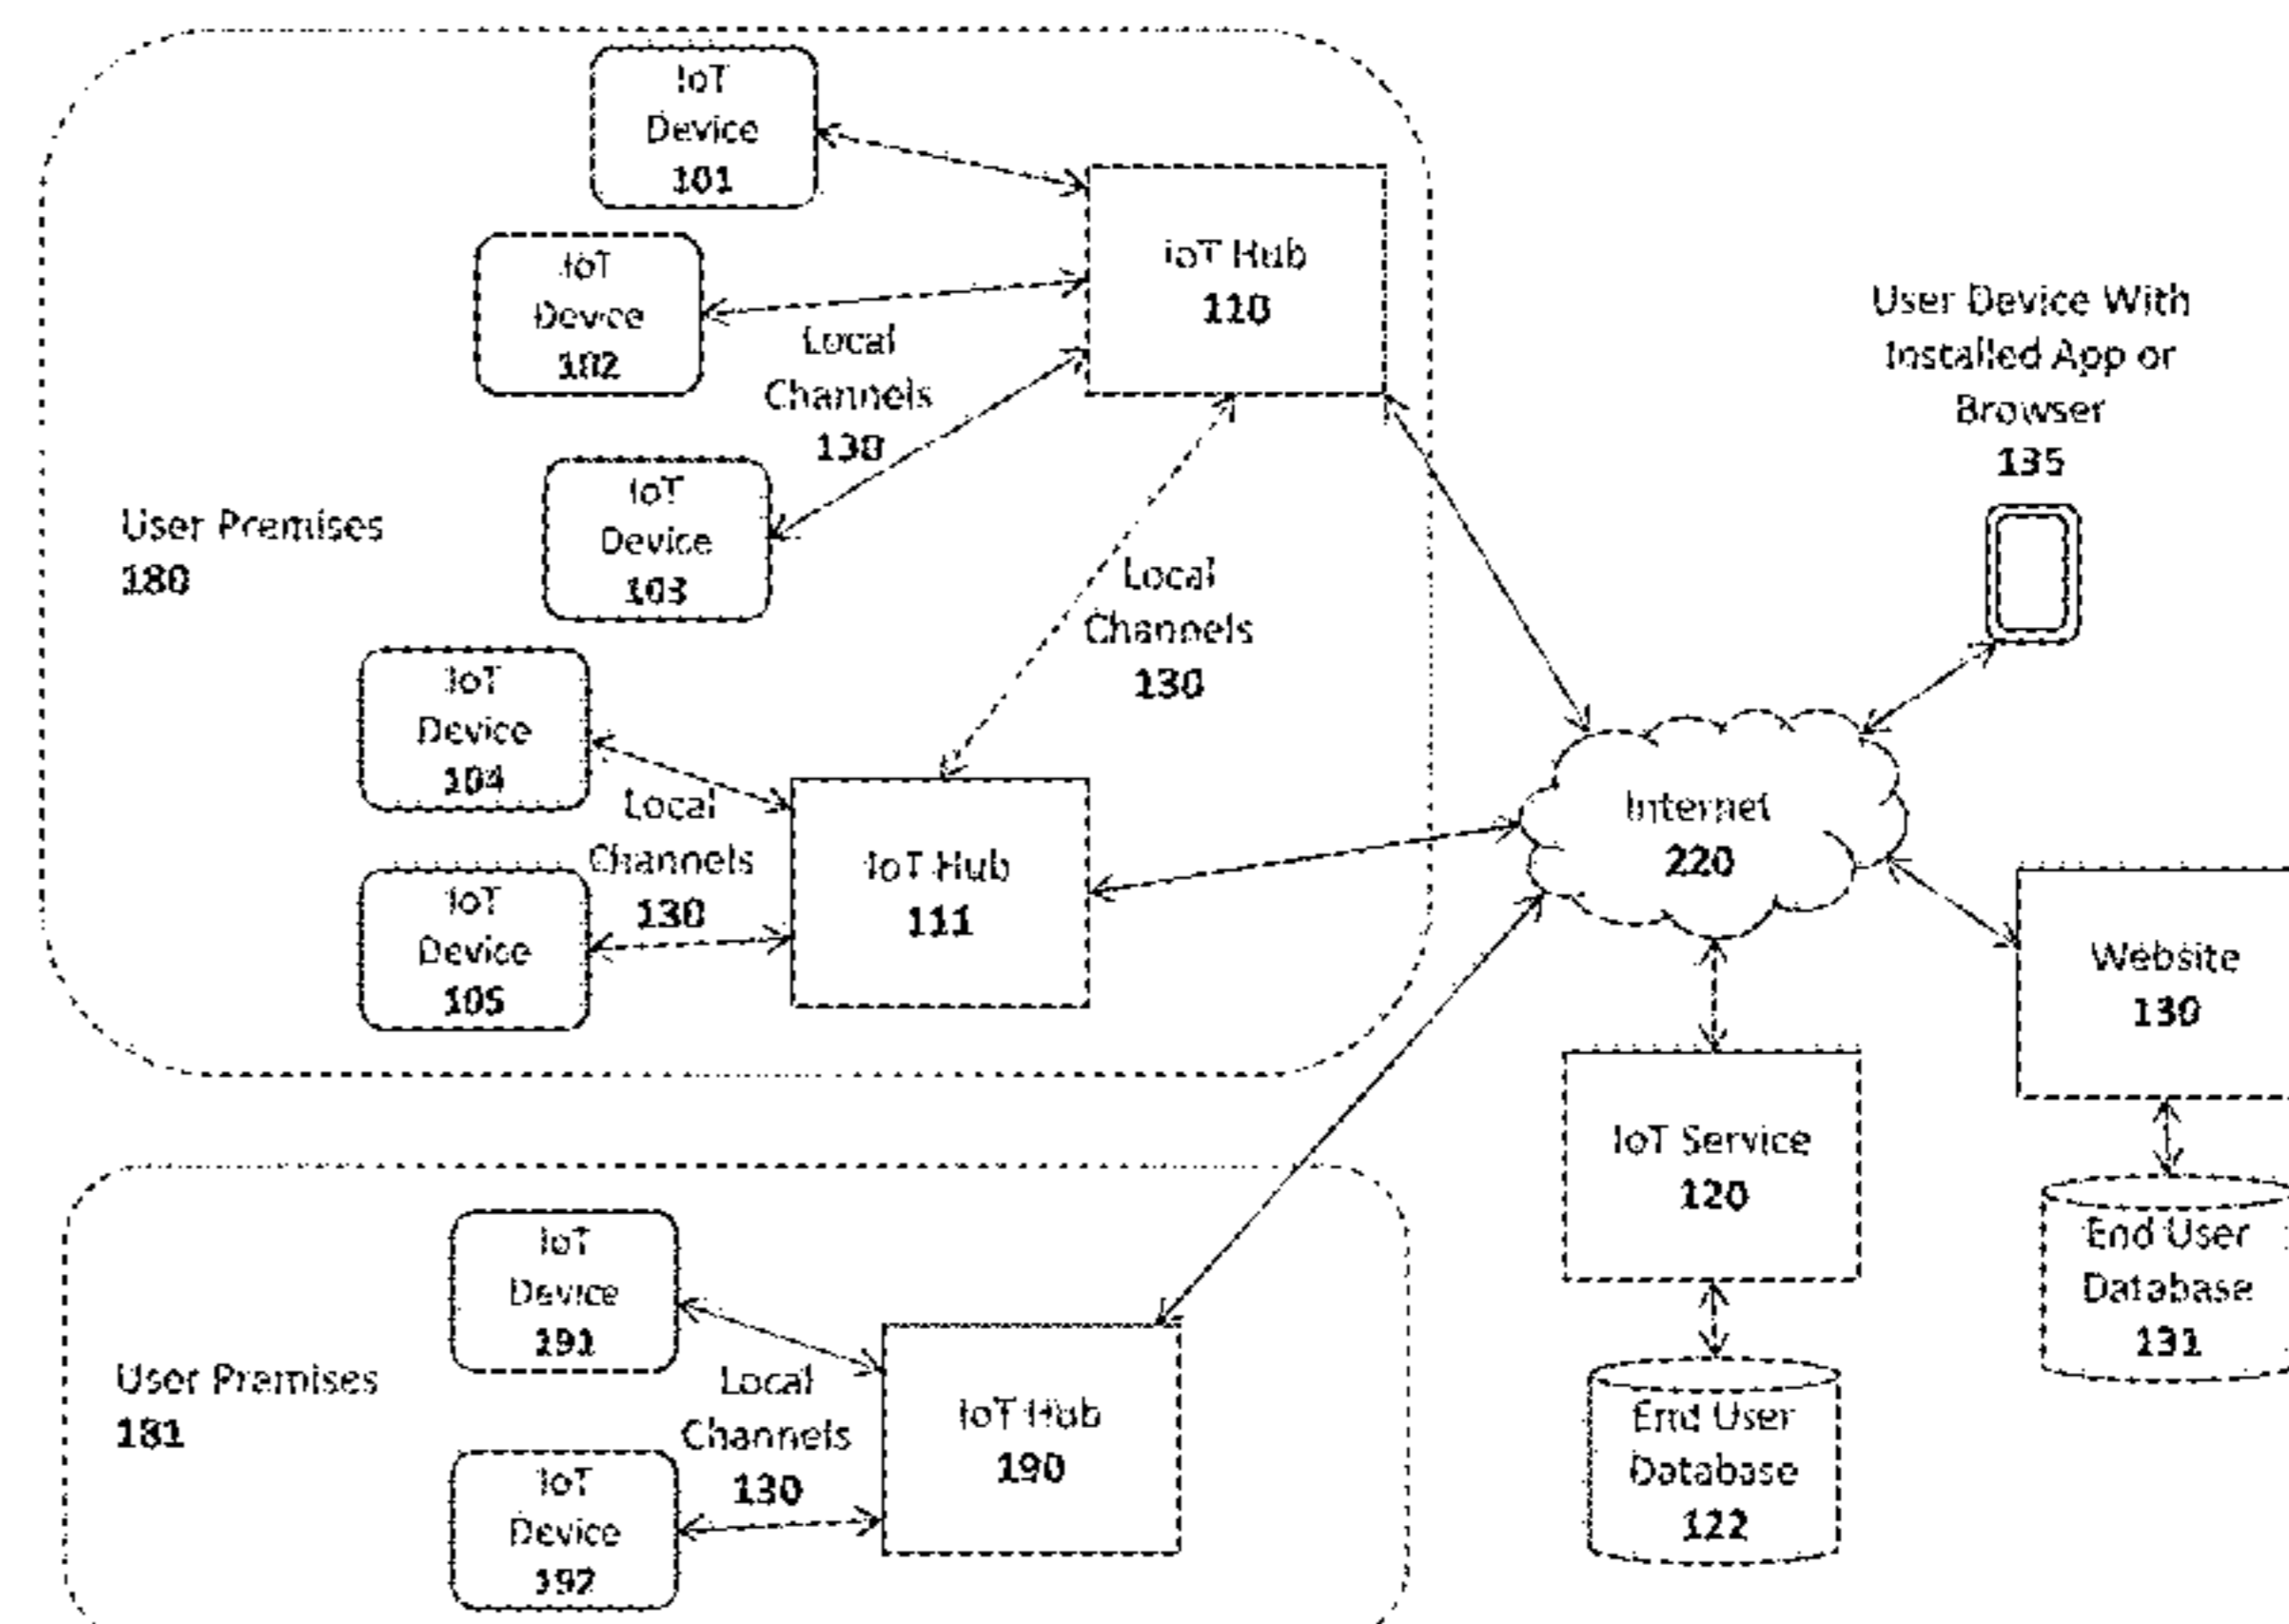 IoT
Device
101
IoT
Device
102
IoT
Device
103
Local
Channels
130
IoT Hub
110
User Premises
180
Local
Channels
130
IoT
Device
104
IoT
Device
105
Local
Channels
130
IoT Hub
111
User Device With
Installed App or
Browser
135
Internet
220
Website
130
End User
Database
131
IoT Service
120
End User
Database
122
User Premises
181
IoT
Device
191
IoT
Device
192
Local
Channels
130
IoT Hub
190